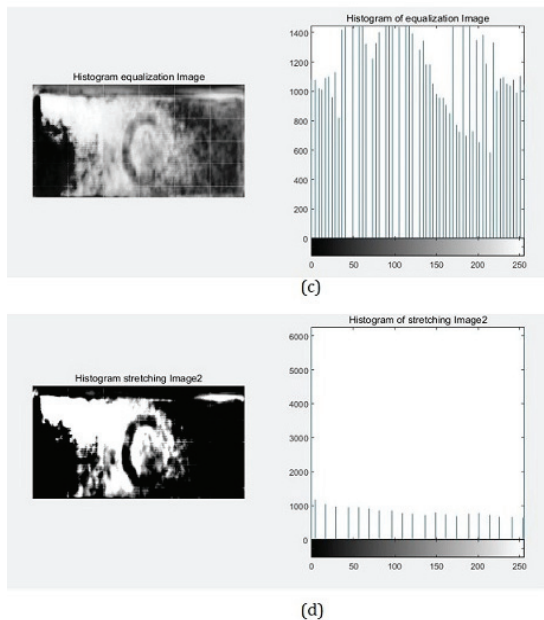 Histogram of equalization Image
Histogram equalization Image
1400
1200
1000
800
600
400
200
0
0 50 100 150 200 250
(c)
Histogram of stretching Image2
Histogram stretching Image2
6000
5000
4000
3000
2000
1000
0
0 50 100 150 200 250
(d)